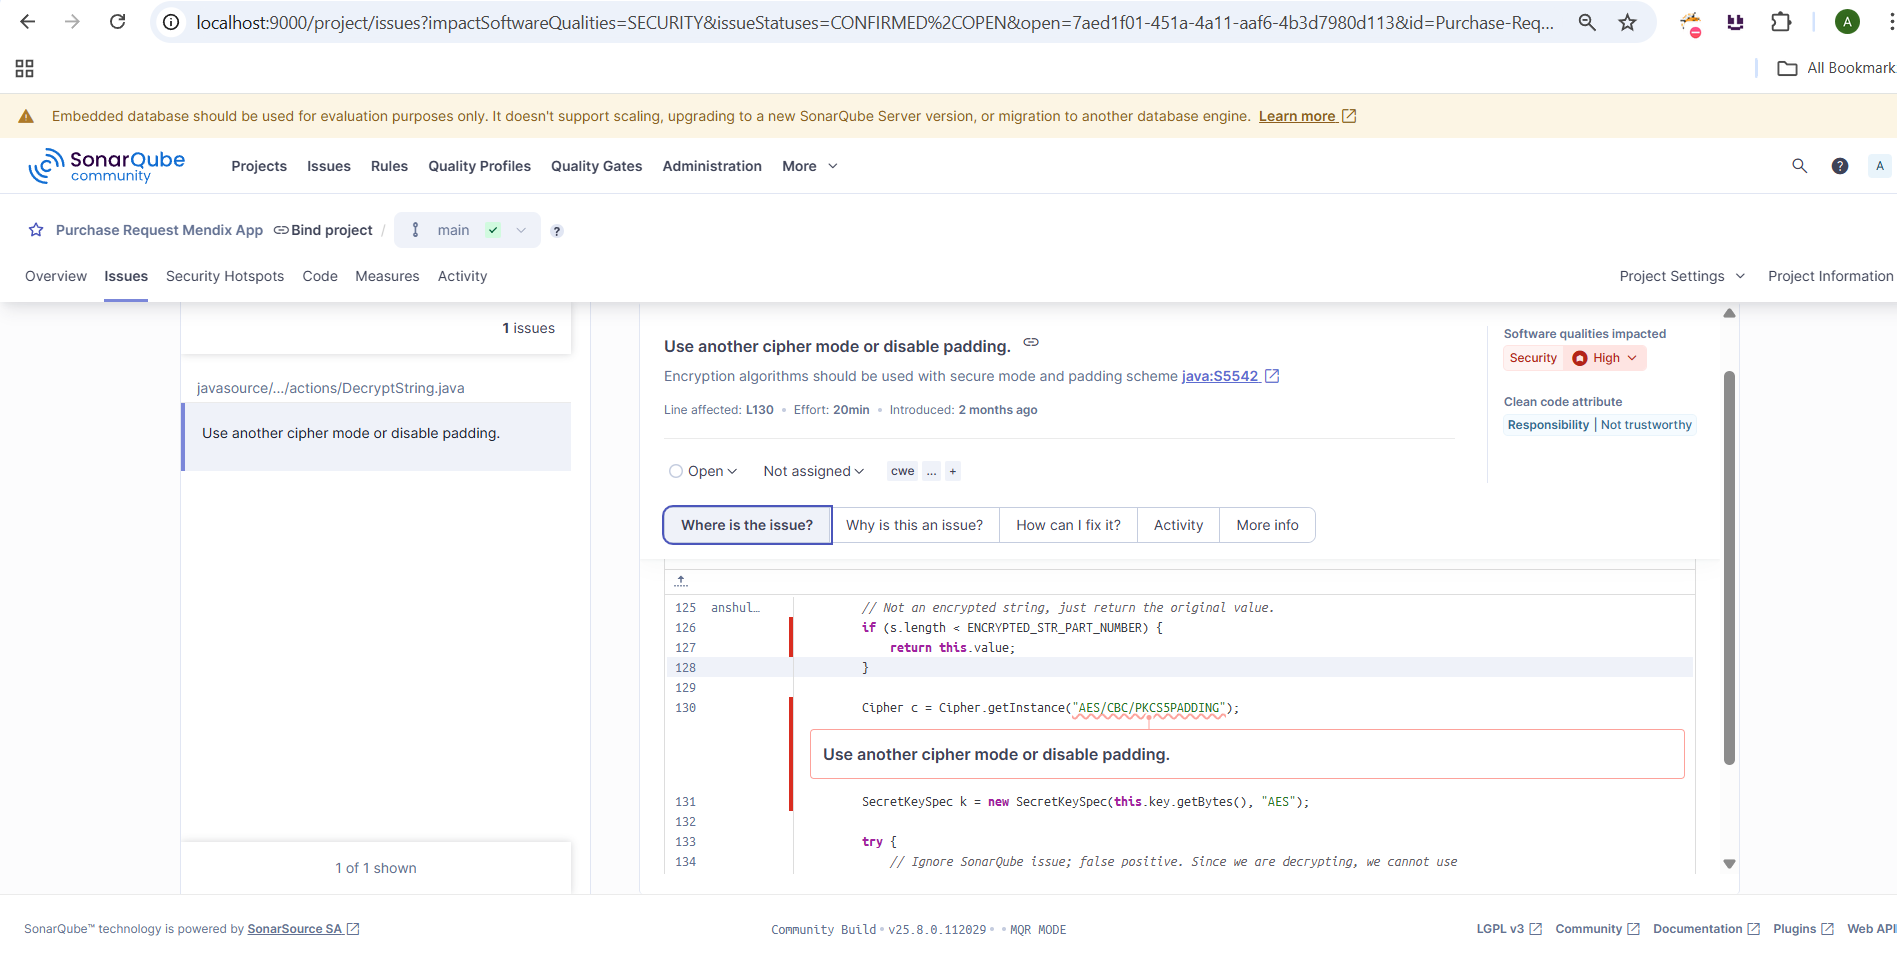 localhost:9000/project/issues?impactSoftwareQualities=SECURITY&issueStatuses=CONFIRMED%2COPEN&open=7aed1f01-451a-4a11-aaf6-4b3d7980d113&id=Purchase-Req...
A
All Bookmark
Embedded database should be used for evaluation purposes only. It doesn't support scaling, upgrading to a new SonarQube Server version, or migration to another database engine. Learn more
SonarQube community
Projects Issues Rules Quality Profiles Quality Gates Administration More
? A
Purchase Request Mendix App Bind project / main ?
Overview Issues Security Hotspots Code Measures Activity
Project Settings Project Information
1 issues
javasource/.../actions/DecryptString.java
Use another cipher mode or disable padding.
1 of 1 shown
Use another cipher mode or disable padding.
Encryption algorithms should be used with secure mode and padding scheme java:S5542
Line affected: L130 • Effort: 20min • Introduced: 2 months ago
Software qualities impacted
Security High
Clean code attribute
Responsibility | Not trustworthy
Open Not assigned cwe ... +
Where is the issue? Why is this an issue? How can I fix it? Activity More info
125 anshul… // Not an encrypted string, just return the original value.
126 if (s.length < ENCRYPTED_STR_PART_NUMBER) {
127 return this.value;
128 }
129
130 Cipher c = Cipher.getInstance("AES/CBC/PKCS5PADDING");
Use another cipher mode or disable padding.
131 SecretKeySpec k = new SecretKeySpec(this.key.getBytes(), "AES");
132
133 try {
134 // Ignore SonarQube issue; false positive. Since we are decrypting, we cannot use
SonarQube™ technology is powered by SonarSource SA
Community Build • v25.8.0.112029 • • MQR MODE
LGPL v3 Community Documentation Plugins Web API